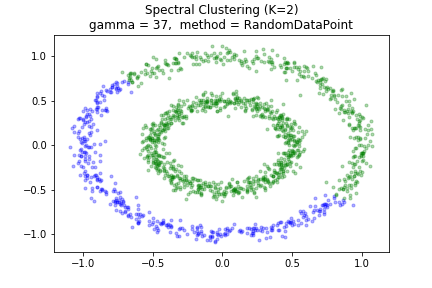 Spectral Clustering (K=2)
gamma = 37,  method = RandomDataPoint
1.0
0.5
0.0
−0.5
−1.0
−1.0 −0.5 0.0 0.5 1.0